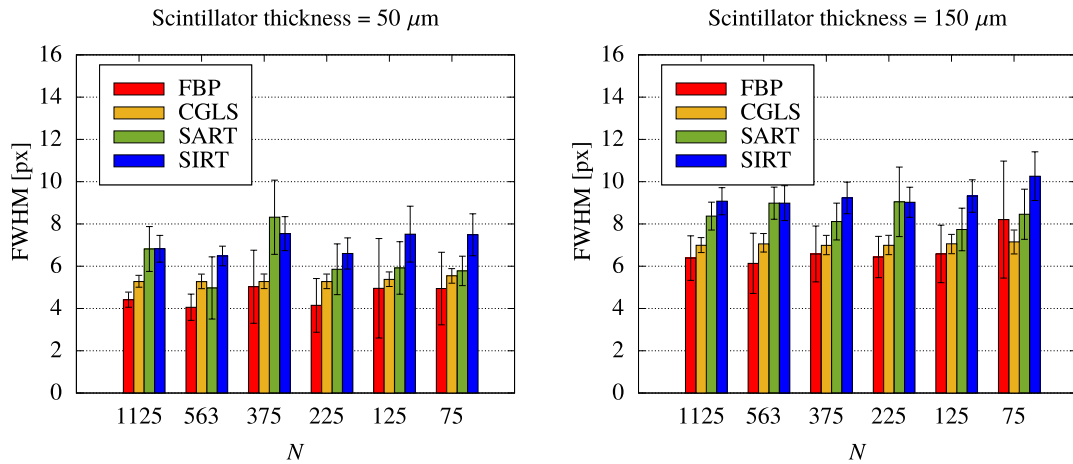 Scintillator thickness = 50 μm
FWHM [px]
16
14
12
10
8
6
4
2
0
FBP
CGLS
SART
SIRT
1125 563 375 225 125 75
N
Scintillator thickness = 150 μm
FWHM [px]
16
14
12
10
8
6
4
2
0
FBP
CGLS
SART
SIRT
1125 563 375 225 125 75
N